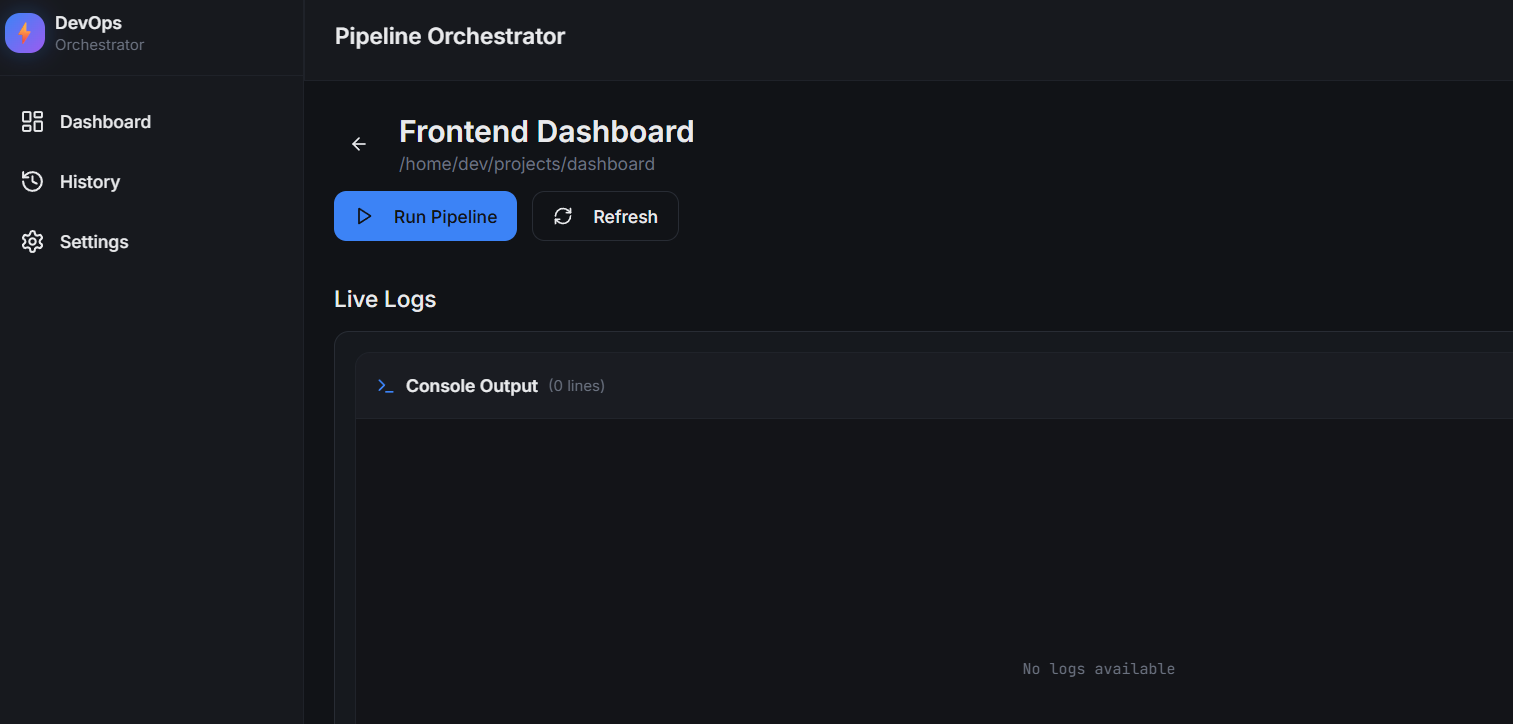 DevOps
Orchestrator
Pipeline Orchestrator
Dashboard
History
Settings
Frontend Dashboard
/home/dev/projects/dashboard
Run Pipeline
Refresh
Live Logs
Console Output (0 lines)
No logs available